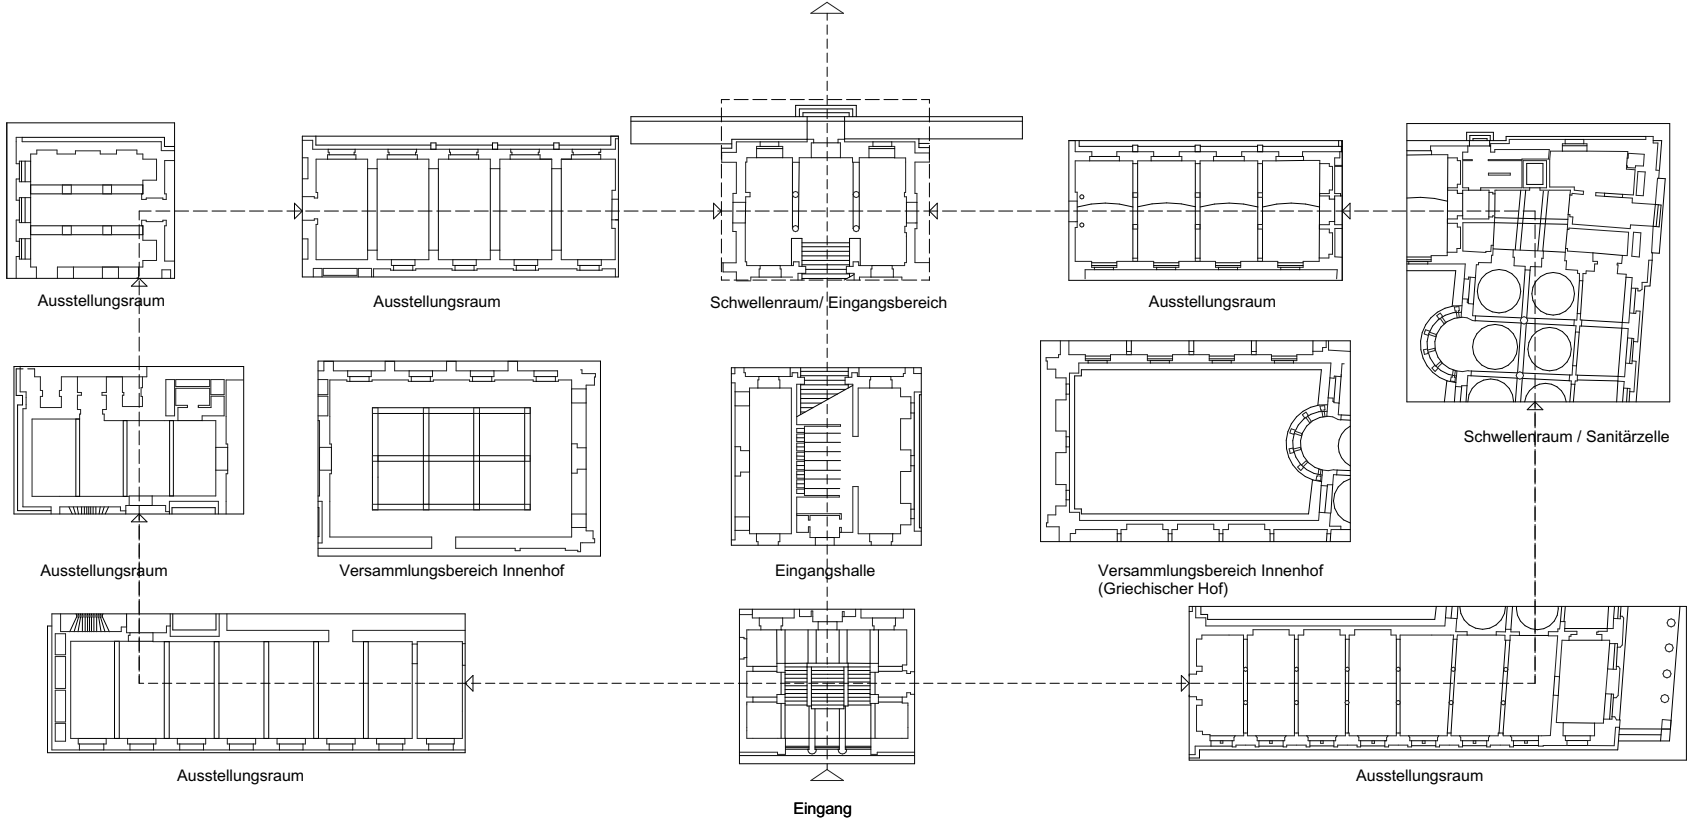 Ausstellungsraum
Ausstellungsraum
Schwellenraum/ Eingangsbereich
Ausstellungsraum
Schwellenraum / Sanitärzelle
Ausstellungsraum
Versammlungsbereich Innenhof
Eingangshalle
Versammlungsbereich Innenhof
(Griechischer Hof)
Ausstellungsraum
Ausstellungsraum
Eingang